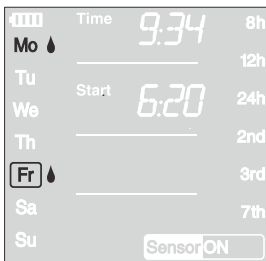 Time 9:34 8h
Mo
12h
Tu
Start 6:20 24h
We
Th 2nd
Fr 3rd
Sa 7th
Su Sensor ON